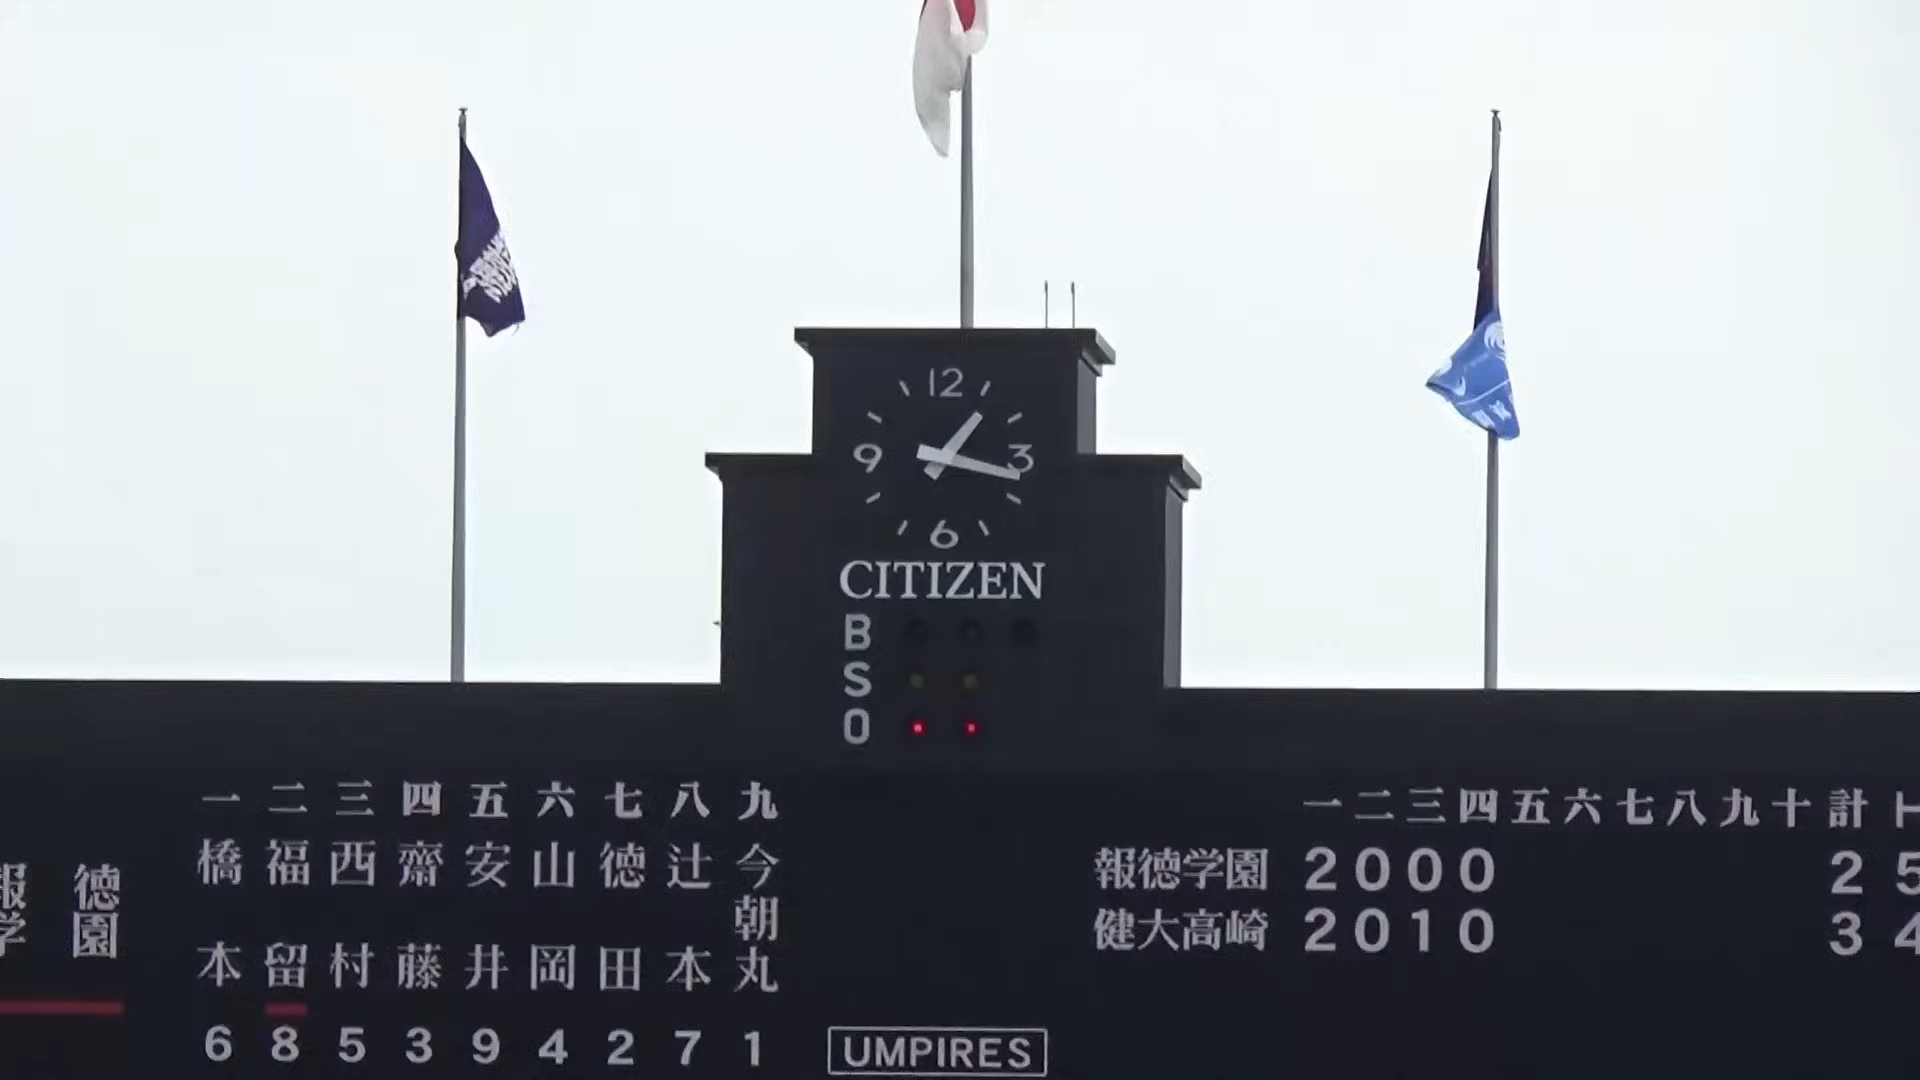 12
9 3
6
CITIZEN
B
S
O
一 二 三 四 五 六 七 八 九
橋本 福留 西村 齋藤 安井 山岡 徳田 辻本 今朝丸
6 8 5 3 9 4 2 7 1
報徳学園
UMPIRES
一 二 三 四 五 六 七 八 九 十 計 H
報徳学園 2 0 0 0 2 5
健大高崎 2 0 1 0 3 4